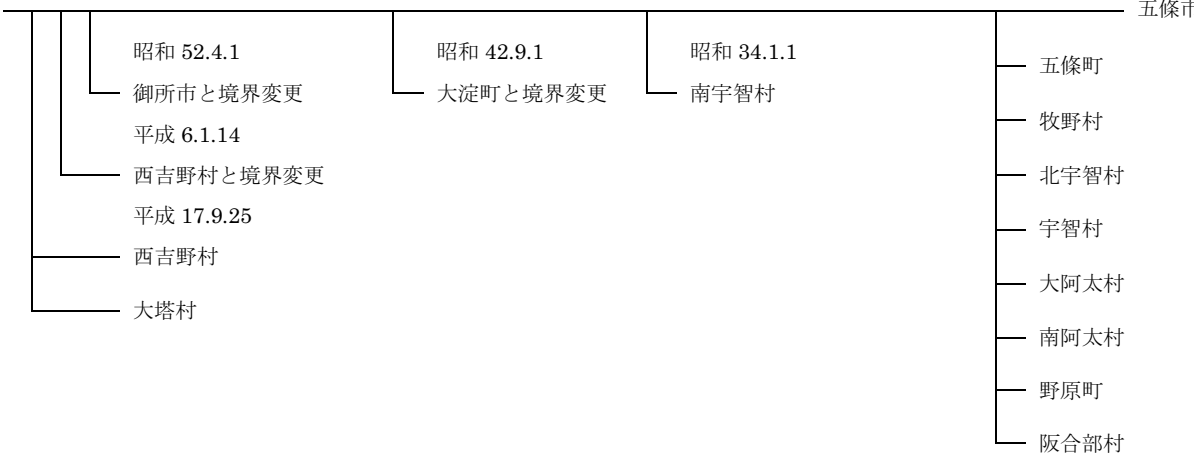 五條市
昭和 52.4.1
御所市と境界変更
平成 6.1.14
西吉野村と境界変更
平成 17.9.25
西吉野村
大塔村
昭和 42.9.1
大淀町と境界変更
昭和 34.1.1
南宇智村
五條町
牧野村
北宇智村
宇智村
大阿太村
南阿太村
野原町
阪合部村